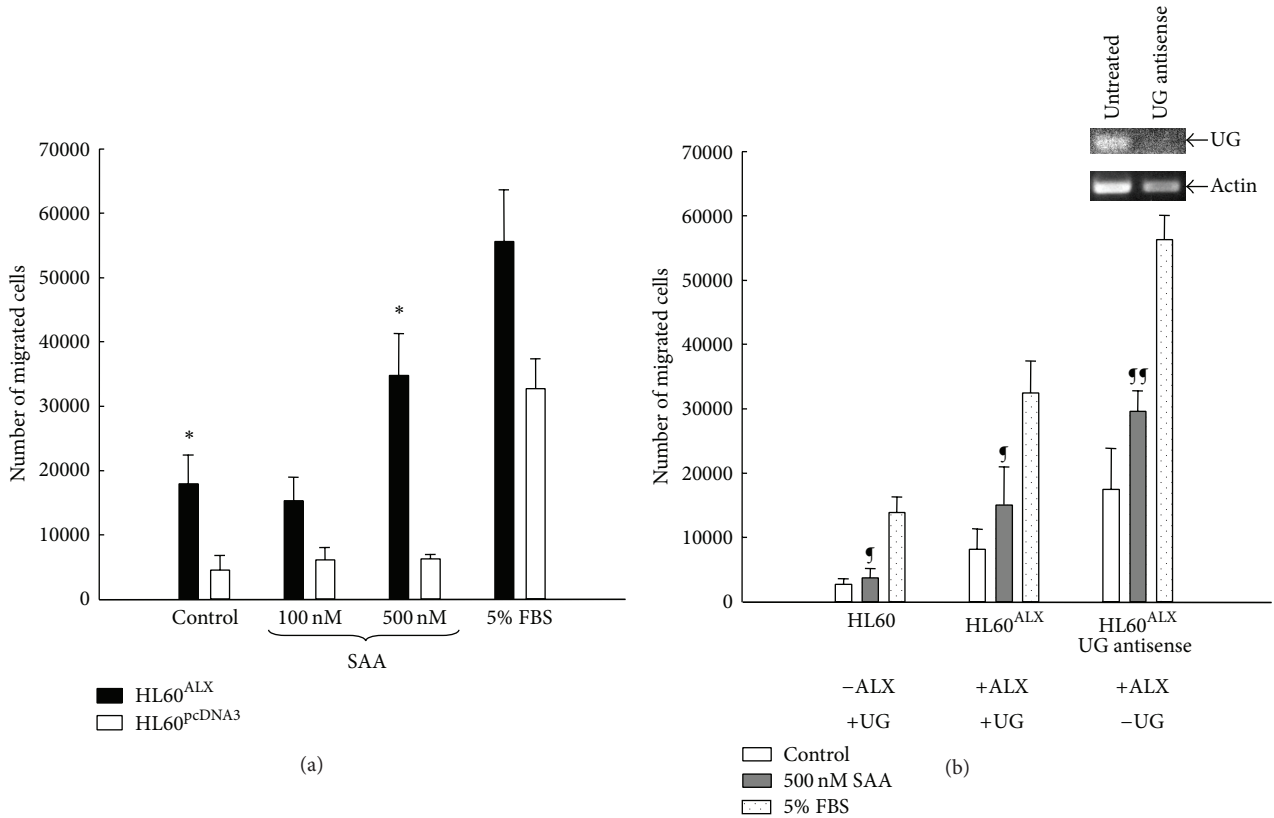 Number of migrated cells
70000
60000
50000
40000
30000
20000
10000
0
*
*
Control
100 nM
500 nM
5% FBS
SAA
HL60ALX
HL60pcDNA3
(a)
Untreated
UG antisense
UG
Actin
Number of migrated cells
70000
60000
50000
40000
30000
20000
10000
0
¶
¶
¶¶
HL60
HL60ALX
HL60ALX
UG antisense
−ALX
+ALX
+ALX
+UG
+UG
−UG
Control
500 nM SAA
5% FBS
(b)